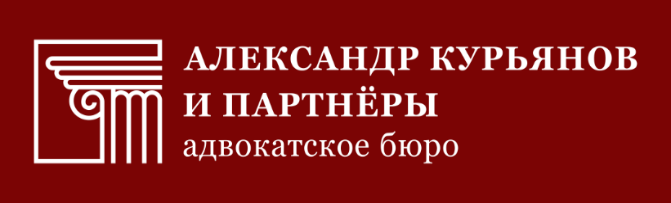 АЛЕКСАНДР КУРЬЯНОВ
И ПАРТНЁРЫ
адвокатское бюро